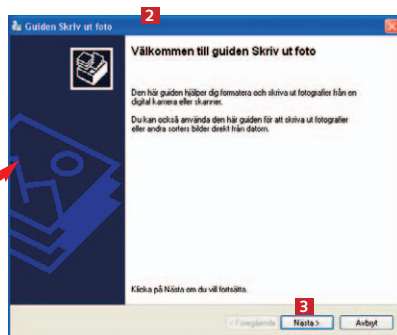 2
Guiden Skriv ut foto
Välkommen till guiden Skriv ut foto
Den här guiden hjälper dig formatera och skriva ut fotografier från en
digital kamera eller skanner.
Du kan också använda den här guiden för att skriva ut fotografier
eller andra sorters bilder direkt från datorn.
Klicka på Nästa om du vill fortsätta.
3
< Föregående Nästa > Avbryt